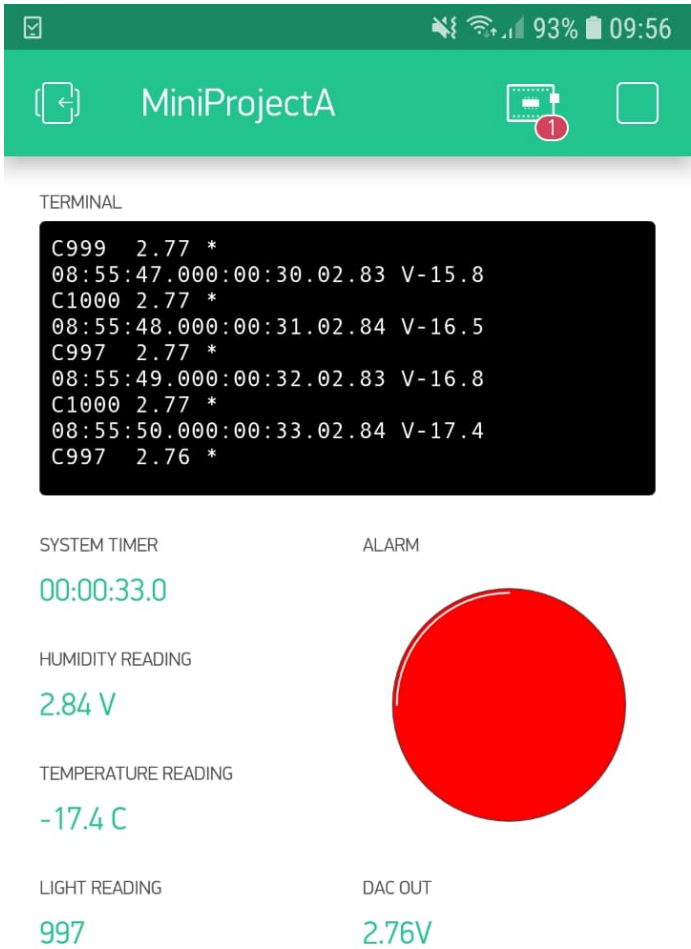 93% 09:56
MiniProjectA
1
TERMINAL
C999  2.77 *
08:55:47.000:00:30.02.83 V-15.8
C1000 2.77 *
08:55:48.000:00:31.02.84 V-16.5
C997  2.77 *
08:55:49.000:00:32.02.83 V-16.8
C1000 2.77 *
08:55:50.000:00:33.02.84 V-17.4
C997  2.76 *
SYSTEM TIMER
00:00:33.0
ALARM
HUMIDITY READING
2.84 V
TEMPERATURE READING
-17.4 C
LIGHT READING
997
DAC OUT
2.76V